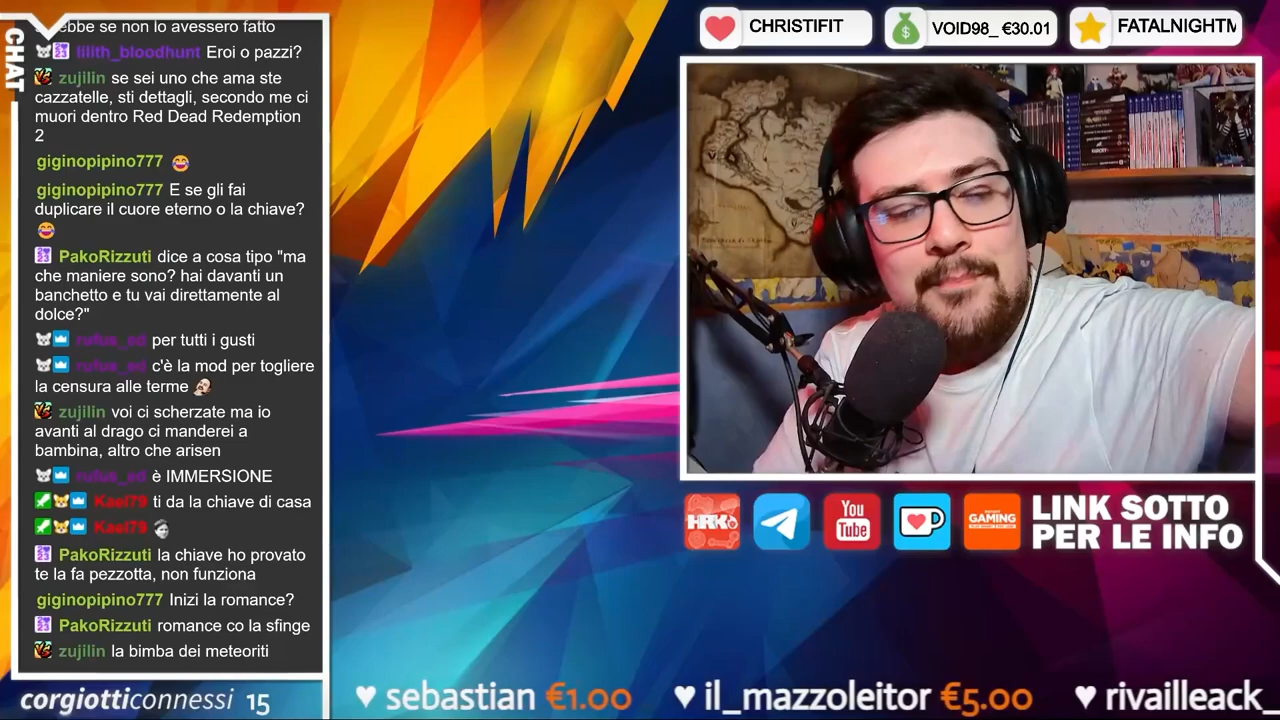 CHAT
ebbe se non lo avessero fatto
lilith_bloodhunt Eroi o pazzi?
zujilin se sei uno che ama ste
cazzatelle, sti dettagli, secondo me ci
muori dentro Red Dead Redemption
2
giginopipino777 😂
giginopipino777 E se gli fai
duplicare il cuore eterno o la chiave?
😂
PakoRizzuti dice a cosa tipo "ma
che maniere sono? hai davanti un
banchetto e tu vai direttamente al
dolce?"
rufus_ed per tutti i gusti
rufus_ed c'è la mod per togliere
la censura alle terme
zujilin voi ci scherzate ma io
avanti al drago ci manderei a
bambina, altro che arisen
rufus_ed è IMMERSIONE
Kael79 ti da la chiave di casa
Kael79
PakoRizzuti la chiave ho provato
te la fa pezzotta, non funziona
giginopipino777 Inizi la romance?
PakoRizzuti romance co la sfinge
zujilin la bimba dei meteoriti
corgiotticonnessi 15
CHRISTIFIT
VOID98_ €30.01
FATALNIGHTM
HRK
You
Tube
INSTANT
GAMING
LINK SOTTO
PER LE INFO
♥ sebastian €1.00 ♥ il_mazzoleitor €5.00 ♥ rivailleack_